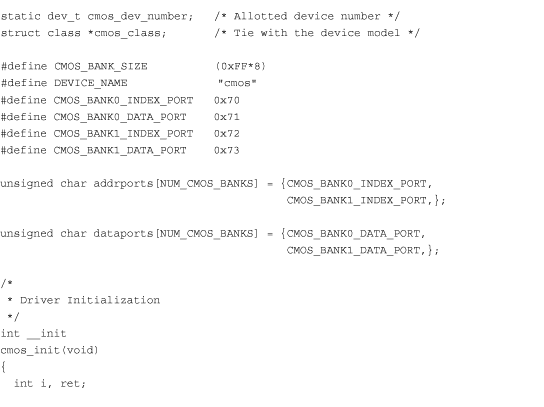 static dev_t cmos_dev_number;   /* Allotted device number */
struct class *cmos_class;       /* Tie with the device model */

#define CMOS_BANK_SIZE          (0xFF*8)
#define DEVICE_NAME             "cmos"
#define CMOS_BANK0_INDEX_PORT   0x70
#define CMOS_BANK0_DATA_PORT    0x71
#define CMOS_BANK1_INDEX_PORT   0x72
#define CMOS_BANK1_DATA_PORT    0x73

unsigned char addrports[NUM_CMOS_BANKS] = {CMOS_BANK0_INDEX_PORT,
                                           CMOS_BANK1_INDEX_PORT,};

unsigned char dataports[NUM_CMOS_BANKS] = {CMOS_BANK0_DATA_PORT,
                                           CMOS_BANK1_DATA_PORT,};

/*
 * Driver Initialization
 */
int __init
cmos_init(void)
{
  int i, ret;